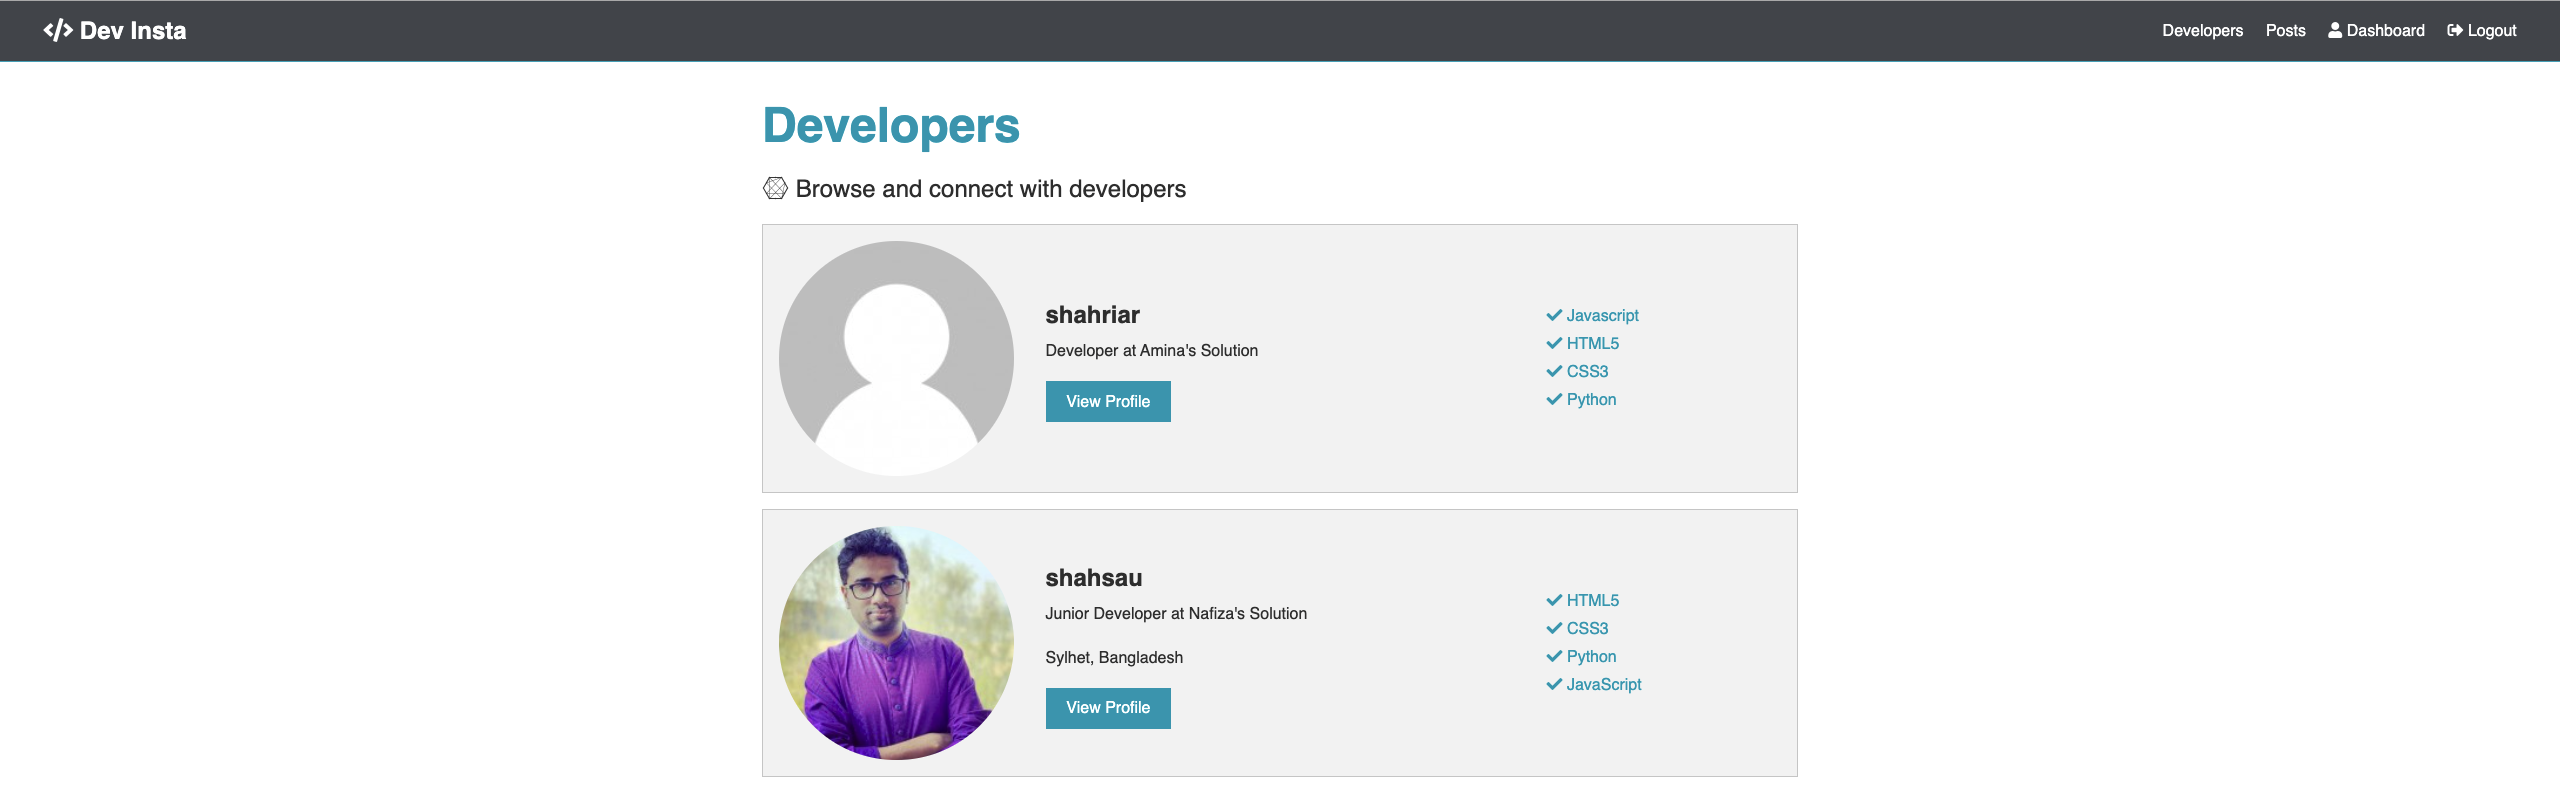 Dev Insta
Developers Posts Dashboard Logout
Developers
Browse and connect with developers
shahriar
Developer at Amina's Solution
View Profile
Javascript
HTML5
CSS3
Python
shahsau
Junior Developer at Nafiza's Solution
Sylhet, Bangladesh
View Profile
HTML5
CSS3
Python
JavaScript